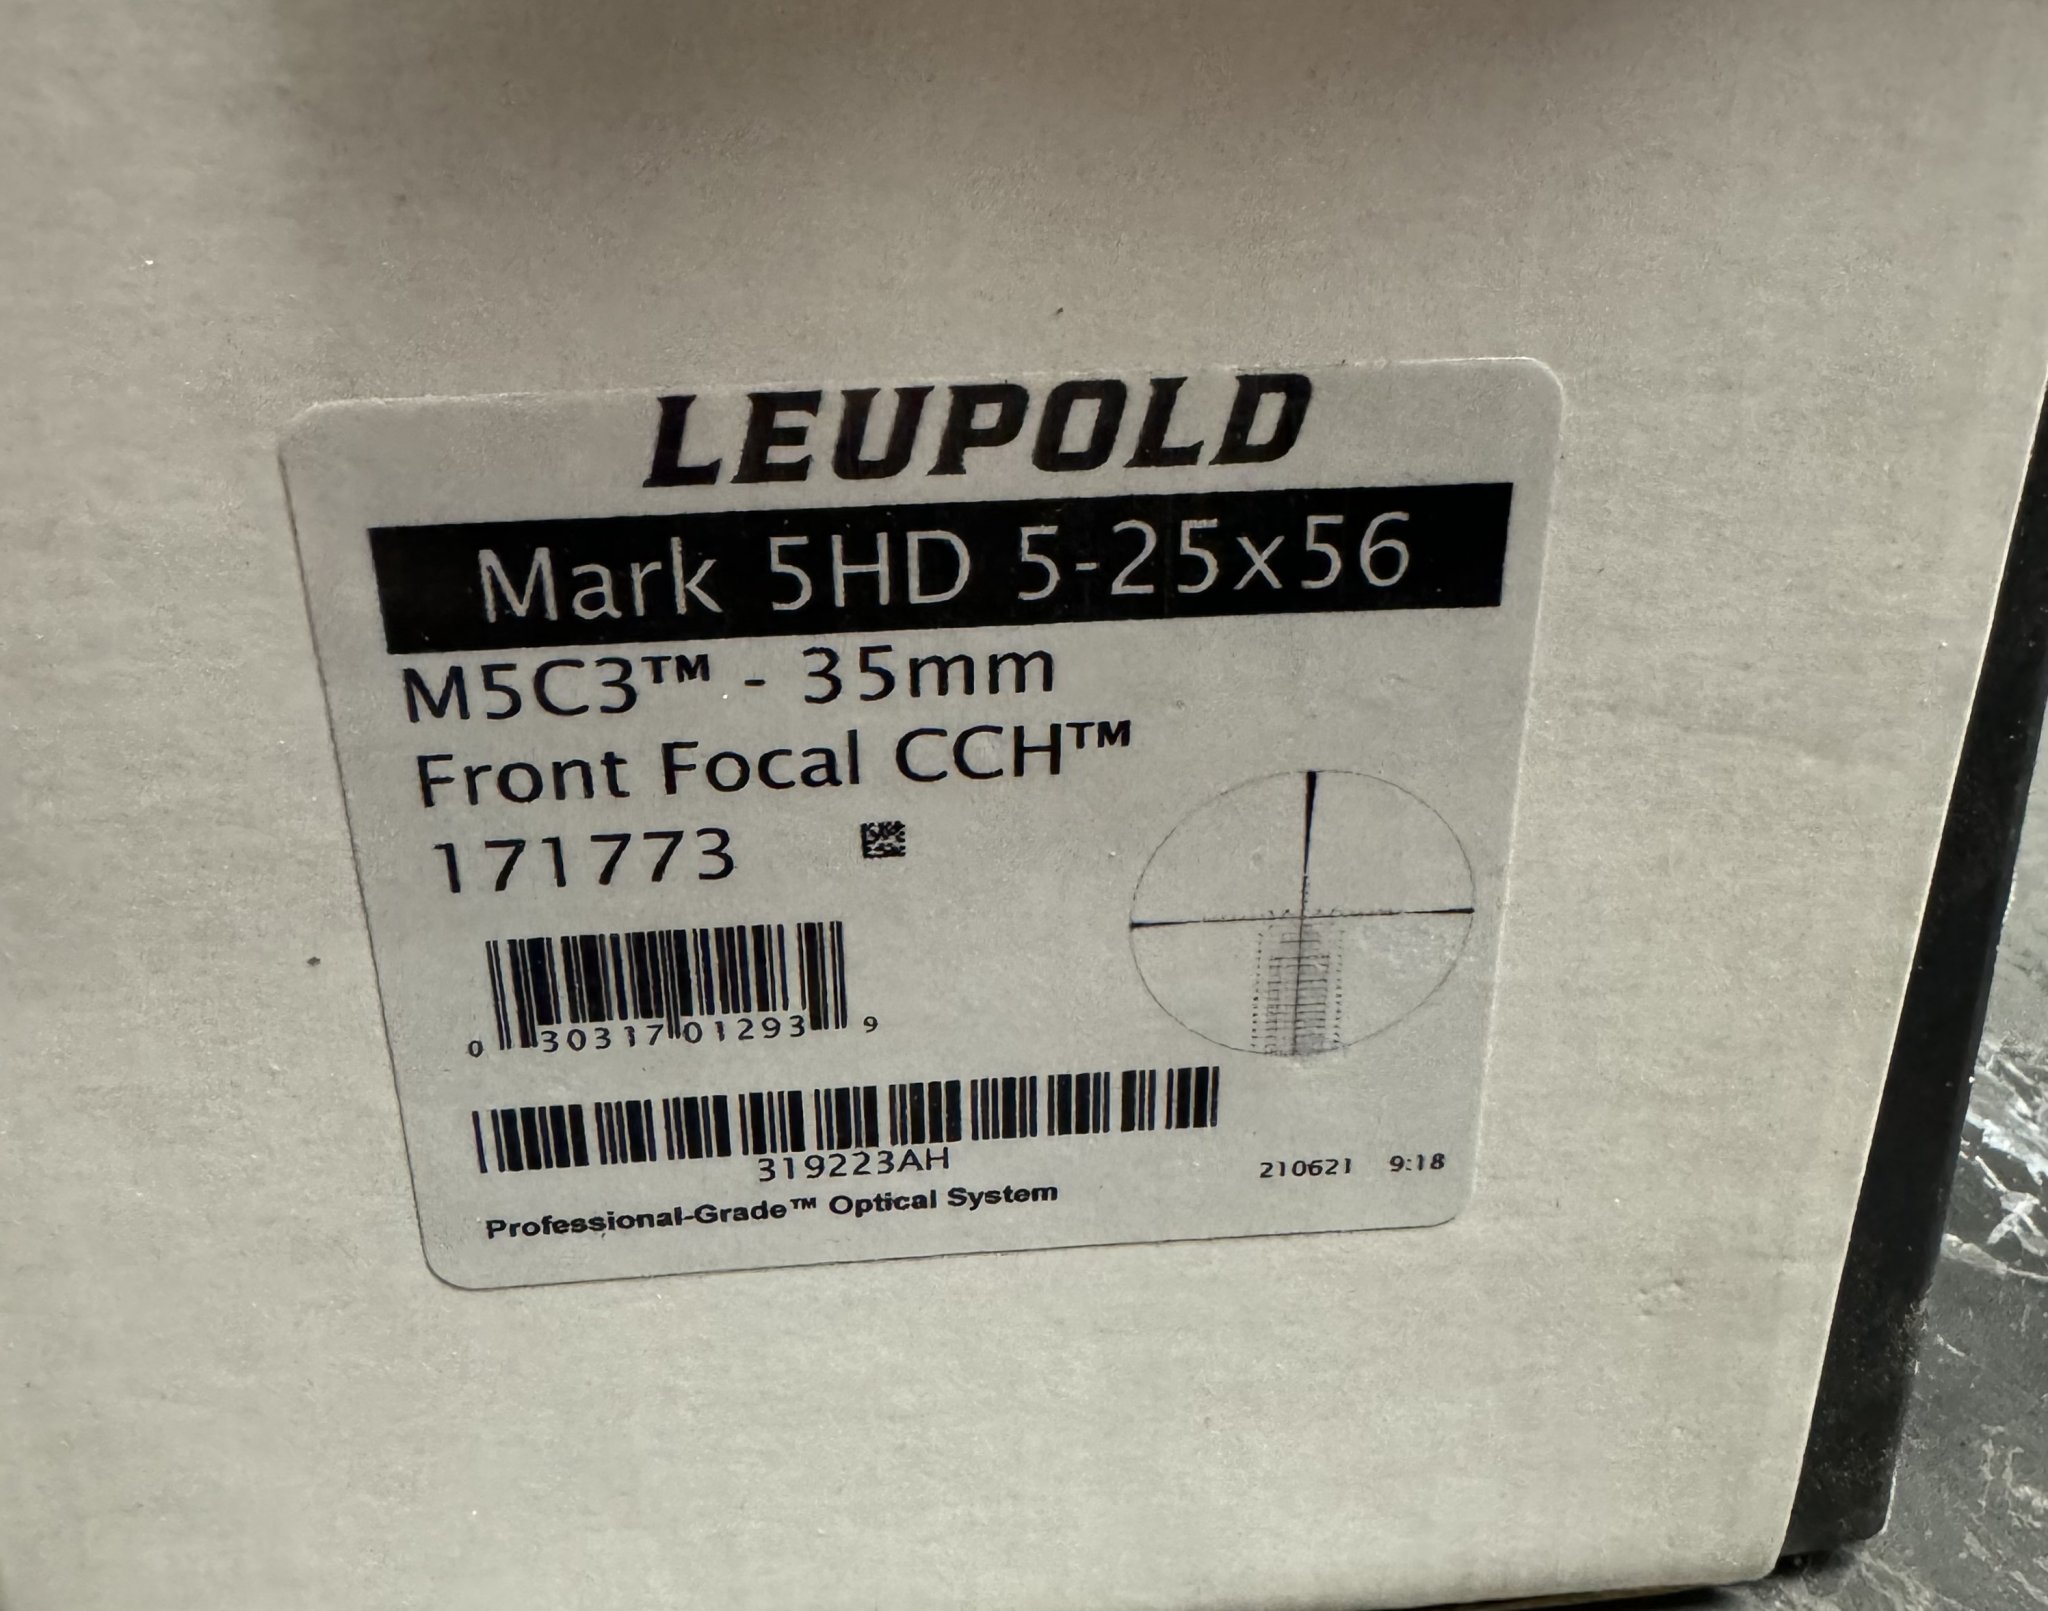 LEUPOLD
Mark 5HD 5-25x56
M5C3™ - 35mm
Front Focal CCH™
171773
0 30317 01293 9
319223AH
210621 9:18
Professional-Grade™ Optical System